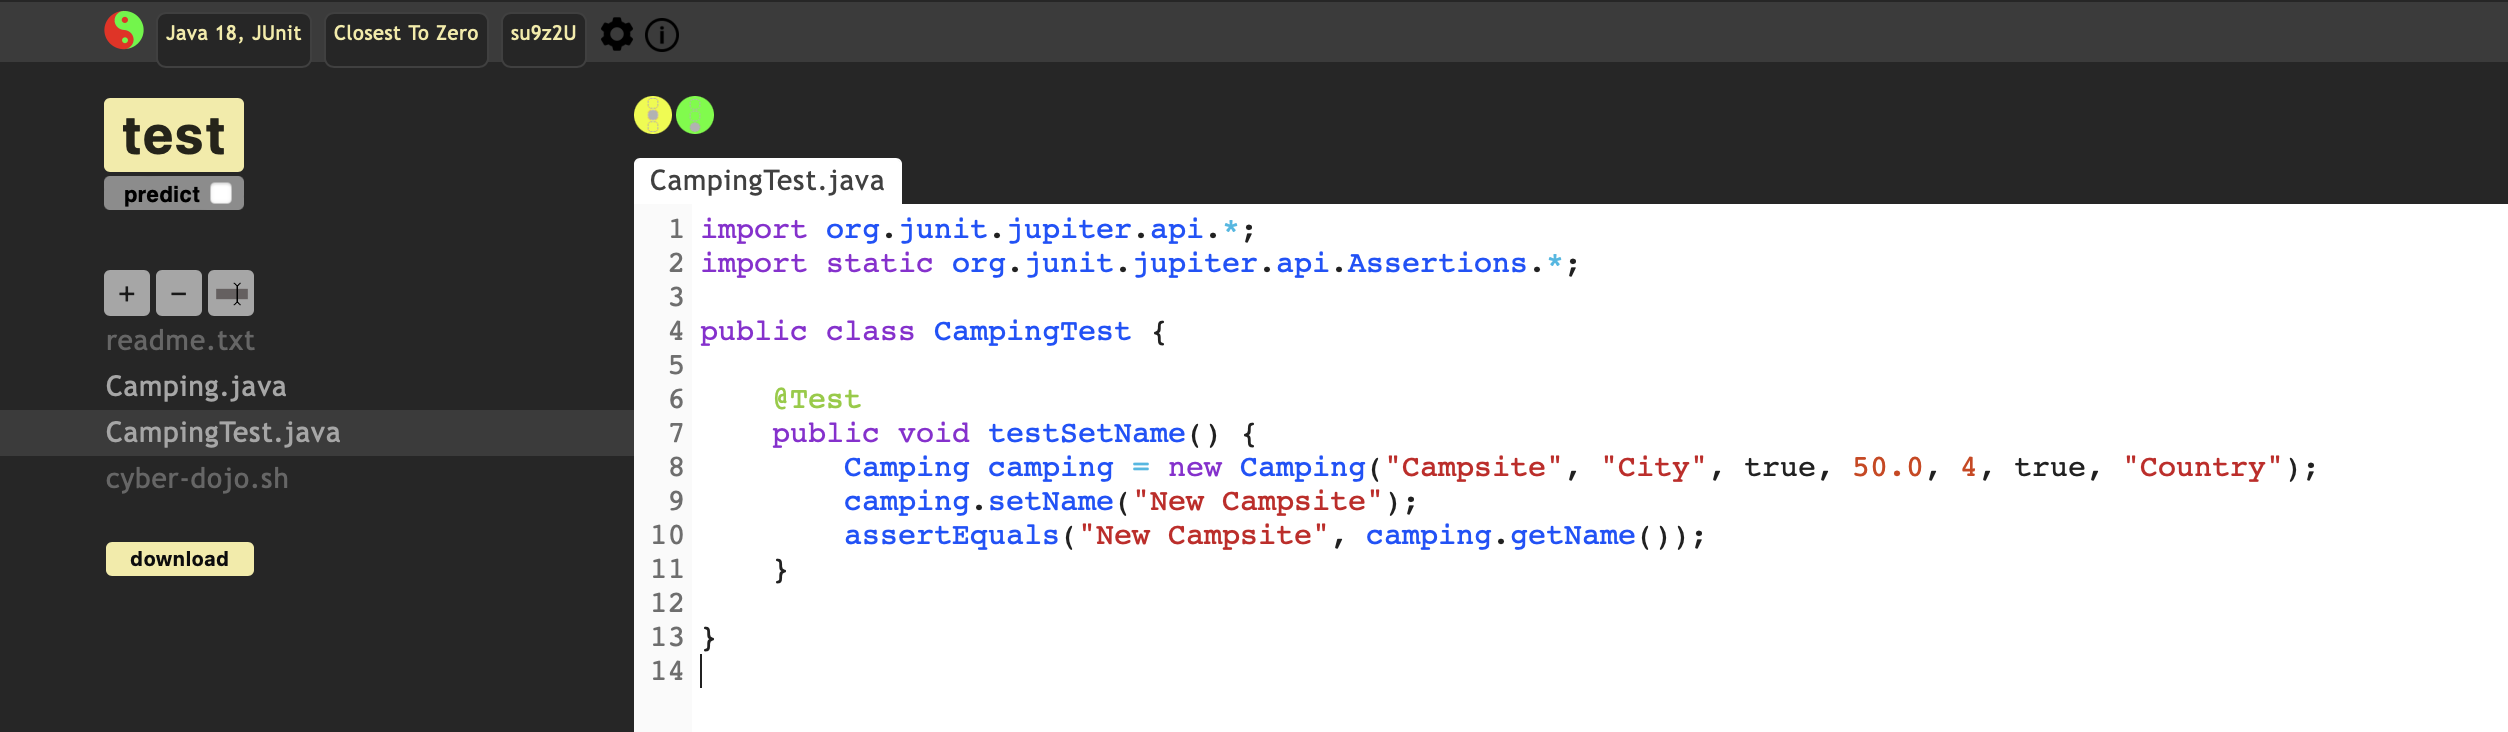 Java 18, JUnit
Closest To Zero
su9z2U
test
predict
+
−
readme.txt
Camping.java
CampingTest.java
cyber-dojo.sh
download
CampingTest.java
1 import org.junit.jupiter.api.*;
2 import static org.junit.jupiter.api.Assertions.*;
3
4 public class CampingTest {
5
6 @Test
7 public void testSetName() {
8 Camping camping = new Camping("Campsite", "City", true, 50.0, 4, true, "Country");
9 camping.setName("New Campsite");
10 assertEquals("New Campsite", camping.getName());
11 }
12
13 }
14